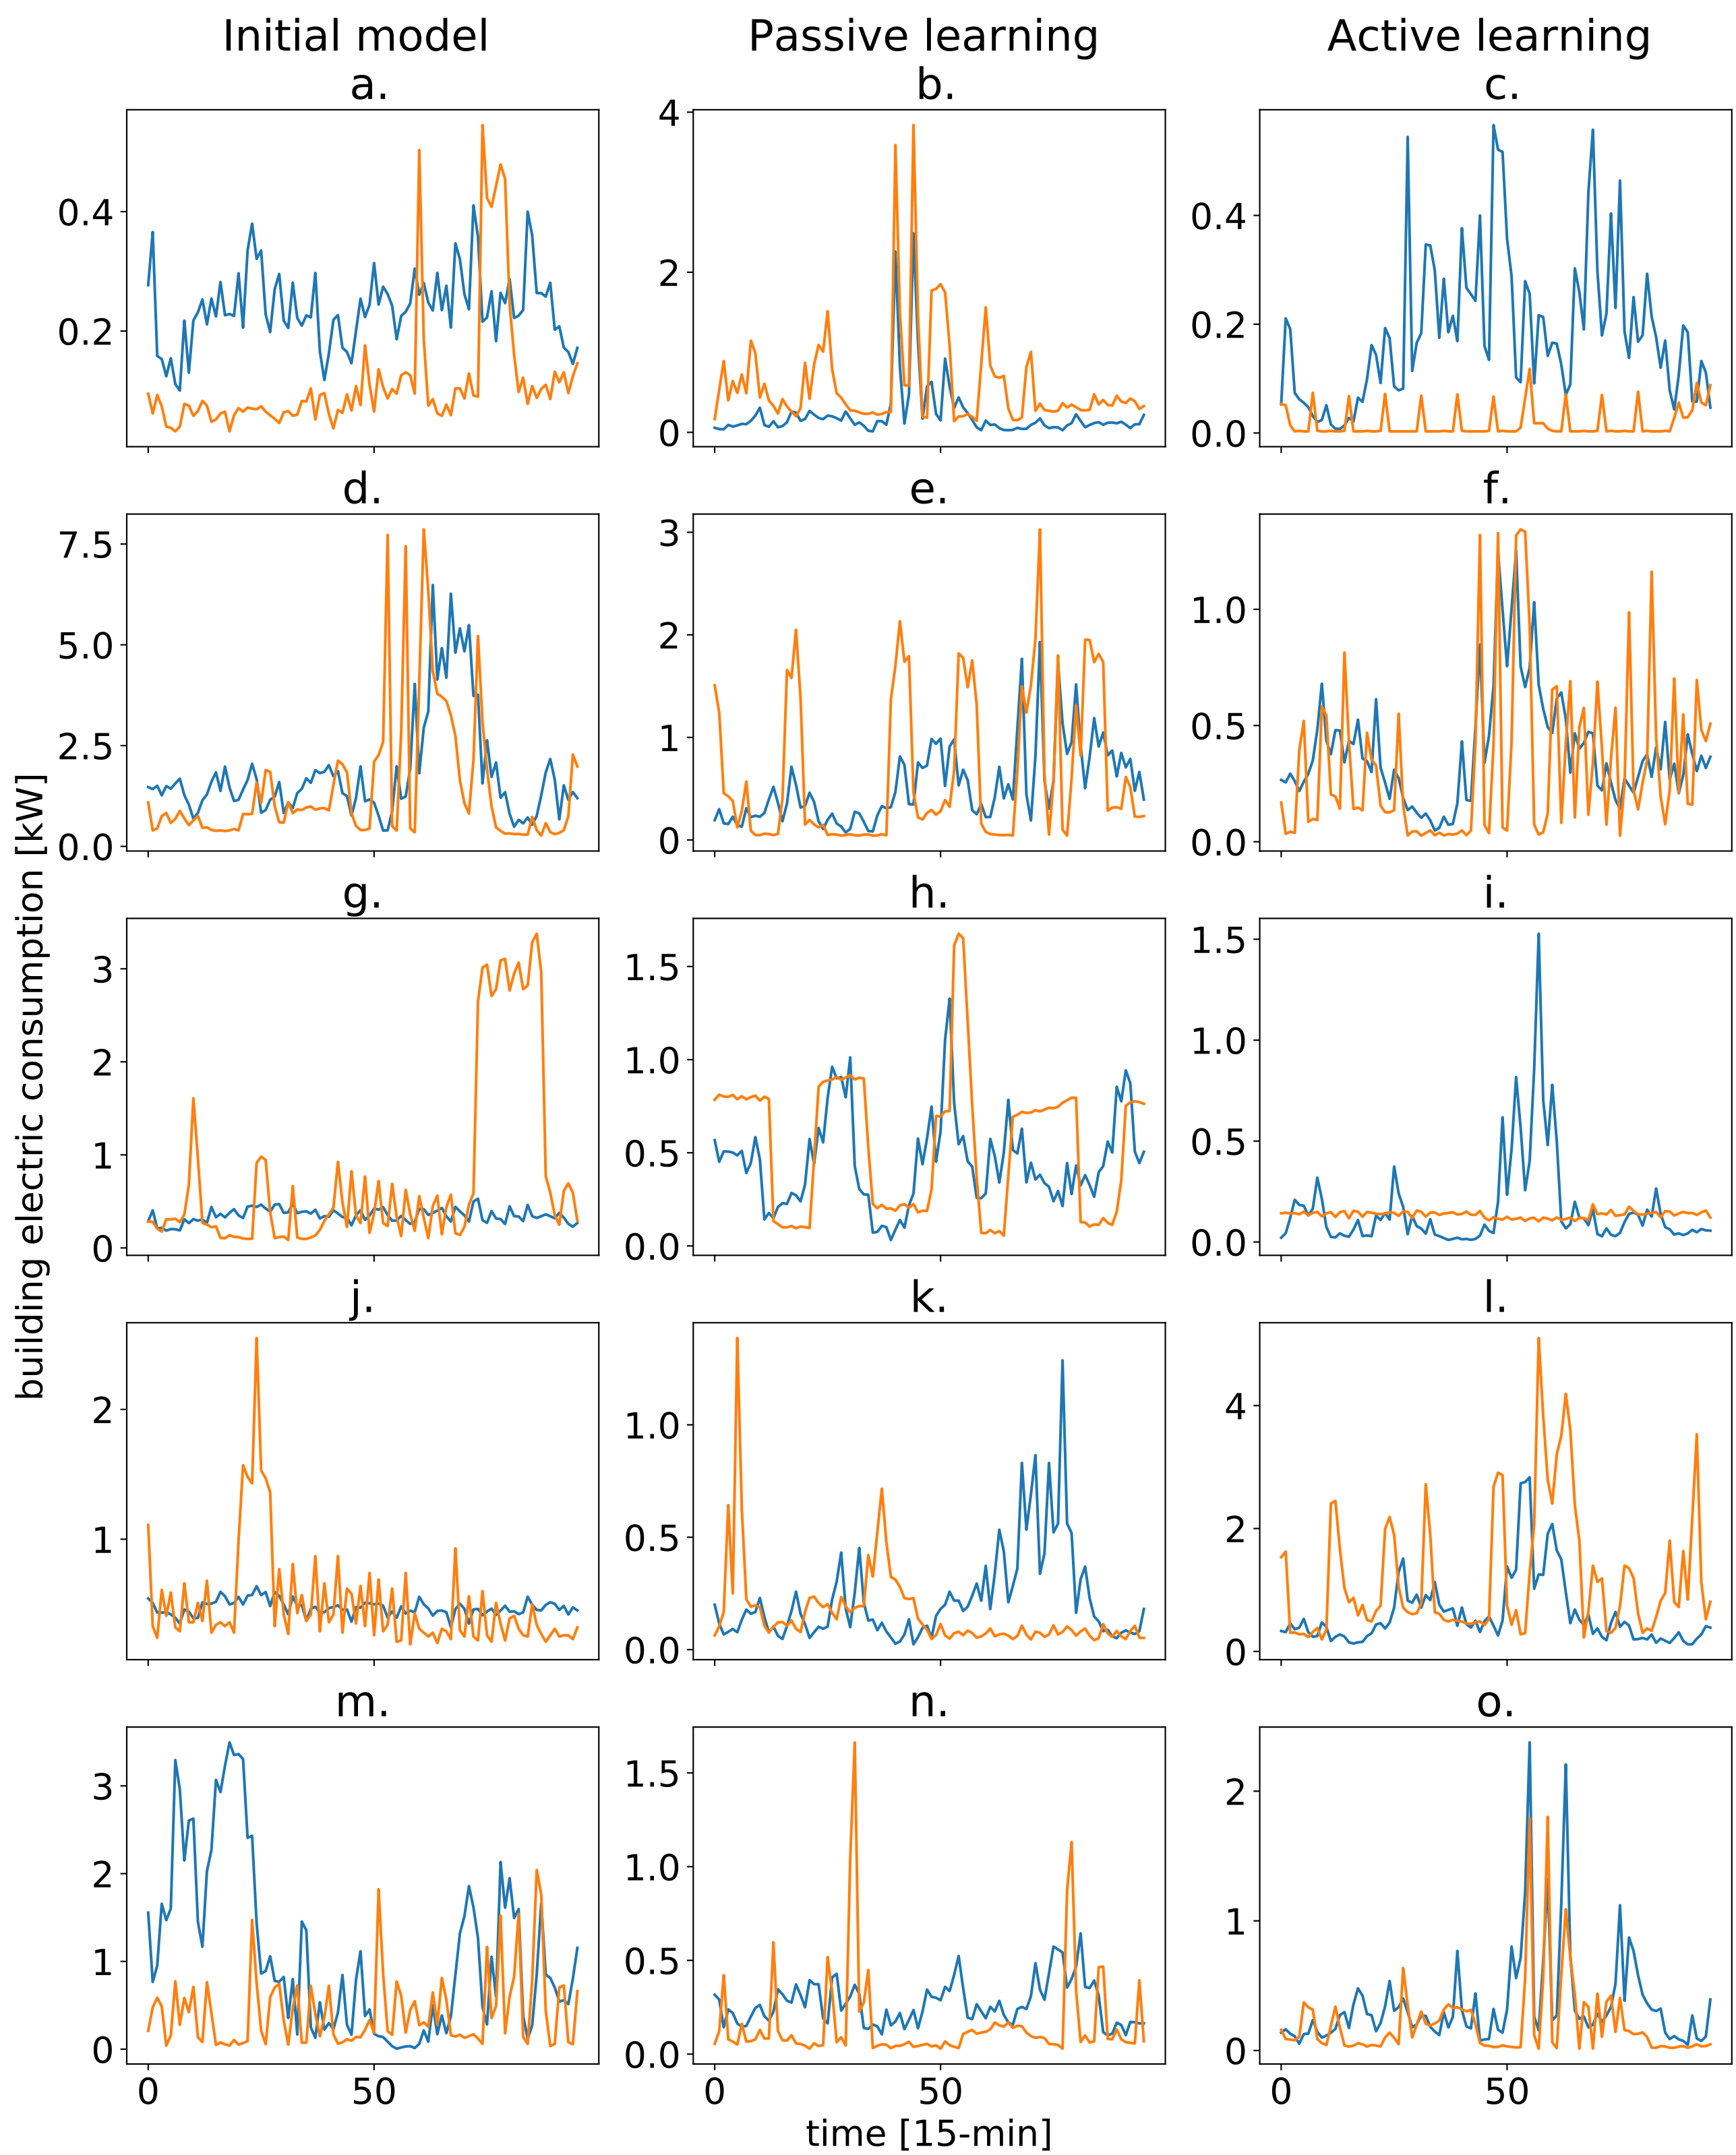 Initial model Passive learning Active learning
a. b. c.
4
0.4 0.4
2
0.2 0.2
0 0.0
d. e. f.
7.5 3
1.0
5.0 2
0.5
2.5 1
0.0 0 0.0
g. h. i.
3 1.5 1.5
2 1.0 1.0
1 0.5 0.5
0 0.0 0.0
building electric consumption [kW]
j. k. l.
2 1.0 4
1 0.5 2
0.0 0
m. n. o.
3 1.5 2
2 1.0
1 0.5 1
0 0.0 0
0 50 0 50 0 50
time [15-min]